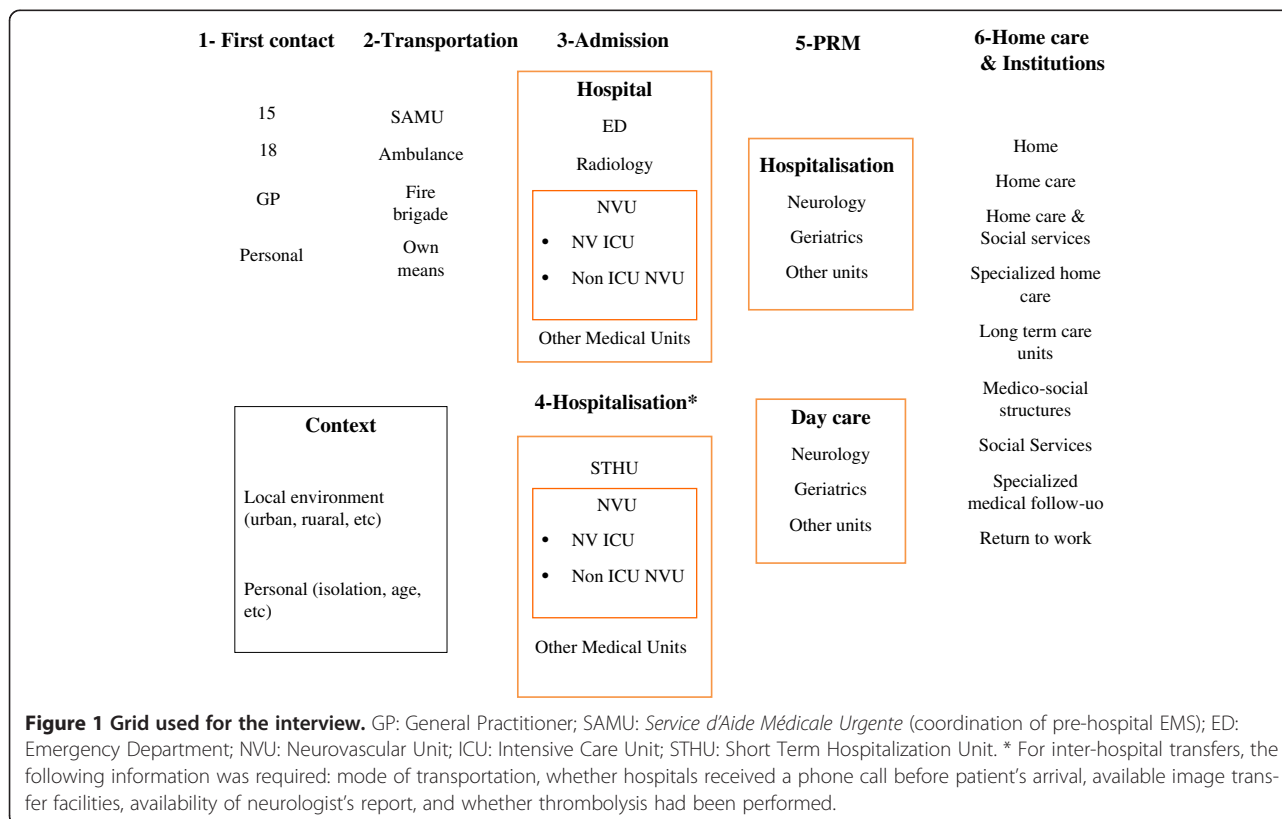 1- First contact
2-Transportation
3-Admission
5-PRM
6-Home care
& Institutions
15
18
GP
Personal
SAMU
Ambulance
Fire
brigade
Own
means
Hospital
ED
Radiology
NVU
• NV ICU
• Non ICU NVU
Other Medical Units
Hospitalisation
Neurology
Geriatrics
Other units
Home
Home care
Home care &
Social services
Specialized home
care
Long term care
units
Medico-social
structures
Social Services
Specialized
medical follow-uo
Return to work
Context
Local environment
(urban, ruaral, etc)
Personal (isolation, age,
etc)
4-Hospitalisation*
STHU
NVU
• NV ICU
• Non ICU NVU
Other Medical Units
Day care
Neurology
Geriatrics
Other units
Figure 1 Grid used for the interview. GP: General Practitioner; SAMU: Service d'Aide Médicale Urgente (coordination of pre-hospital EMS); ED:
Emergency Department; NVU: Neurovascular Unit; ICU: Intensive Care Unit; STHU: Short Term Hospitalization Unit. * For inter-hospital transfers, the
following information was required: mode of transportation, whether hospitals received a phone call before patient's arrival, available image trans-
fer facilities, availability of neurologist's report, and whether thrombolysis had been performed.